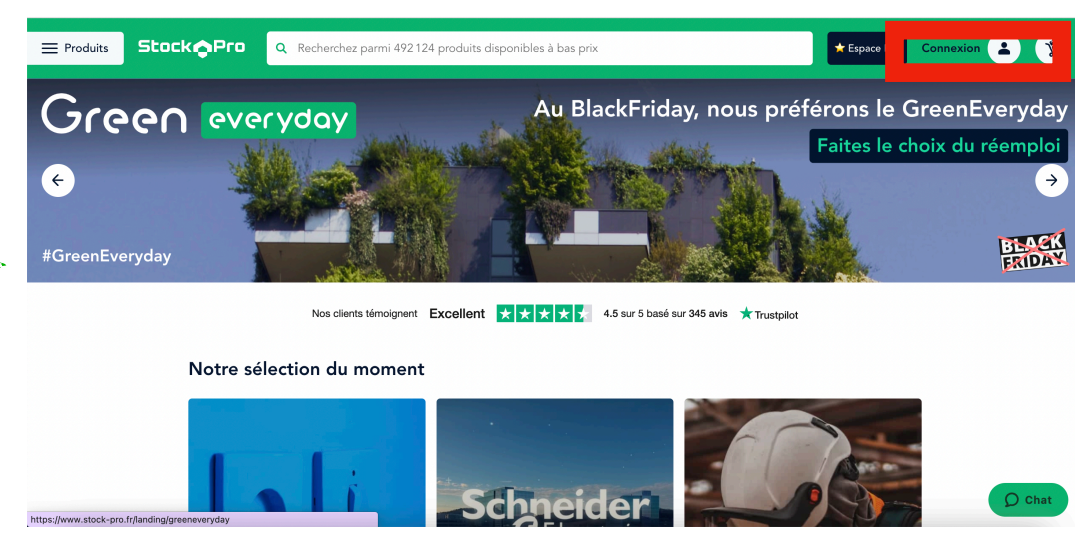 Produits
Stock Pro
Recherchez parmi 492 124 produits disponibles à bas prix
Espace
Connexion
Green everyday
Au BlackFriday, nous préférons le GreenEveryday
Faites le choix du réemploi
#GreenEveryday
BLACK
FRIDAY
Nos clients témoignent Excellent 4.5 sur 5 basé sur 345 avis Trustpilot
Notre sélection du moment
Schneider
Chat
https://www.stock-pro.fr/landing/greeneveryday